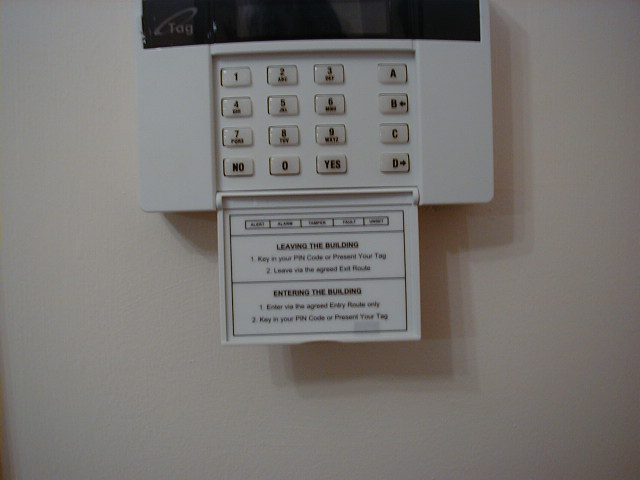 Tag
1 2 ABC 3 DEF A
4 GHI 5 JKL 6 MNO B
7 PQRS 8 TUV 9 WXYZ C
NO 0 YES D
ALERT ALARM TAMPER FAULT UNSET
LEAVING THE BUILDING
1. Key in your PIN Code or Present Your Tag
2. Leave via the agreed Exit Route
ENTERING THE BUILDING
1. Enter via the agreed Entry Route only
2. Key in your PIN Code or Present Your Tag